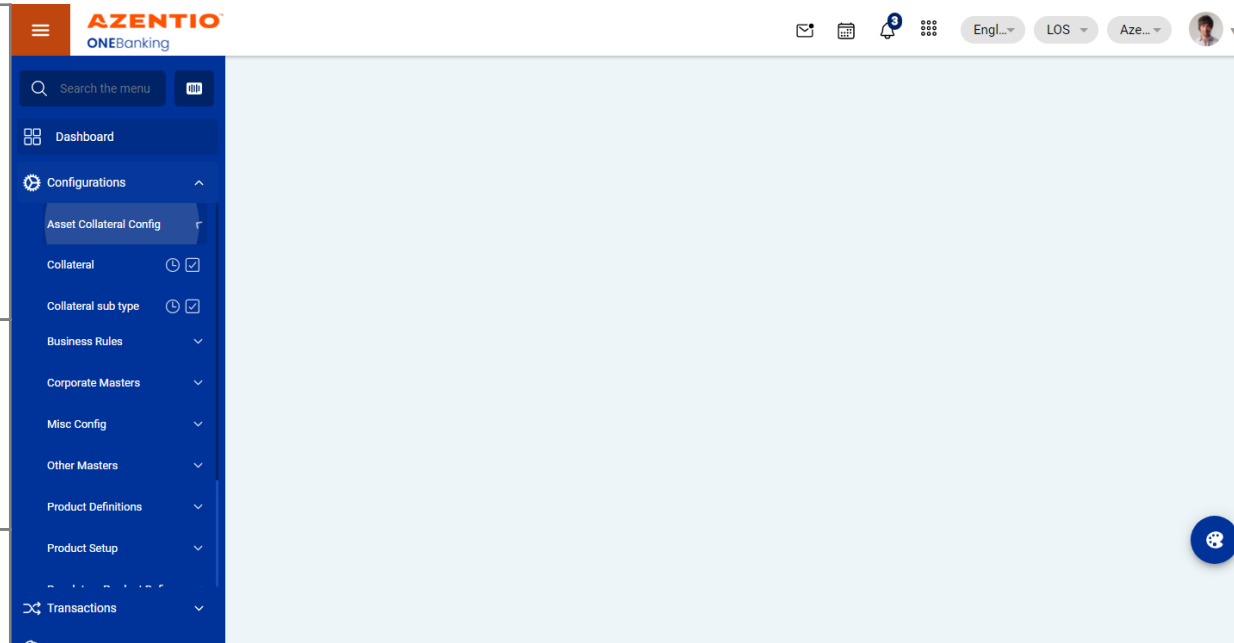 AZENTIO
ONEBanking
3
Engl...
LOS
Aze...
Search the menu
Dashboard
Configurations
Asset Collateral Config
Collateral
Collateral sub type
Business Rules
Corporate Masters
Misc Config
Other Masters
Product Definitions
Product Setup
Transactions